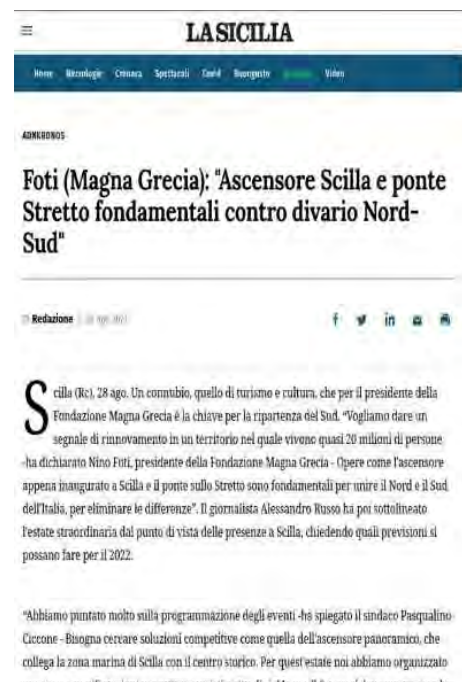 LA SICILIA
Home Necrologie Cronaca Spettacoli Covid Buongusto Video
ADNKRONOS
Foti (Magna Grecia): "Ascensore Scilla e ponte
Stretto fondamentali contro divario Nord-
Sud"
Redazione
Scilla (Rc), 28 ago. Un connubio, quello di turismo e cultura, che per il presidente della
Fondazione Magna Grecia è la chiave per la ripartenza del Sud. "Vogliamo dare un
segnale di rinnovamento in un territorio nel quale vivono quasi 20 milioni di persone
-ha dichiarato Nino Foti, presidente della Fondazione Magna Grecia - Opere come l'ascensore
appena inaugurato a Scilla e il ponte sullo Stretto sono fondamentali per unire il Nord e il Sud
dell'Italia, per eliminare le differenze". Il giornalista Alessandro Russo ha poi sottolineato
l'estate straordinaria dal punto di vista delle presenze a Scilla, chiedendo quali previsioni si
possano fare per il 2022.
"Abbiamo puntato molto sulla programmazione degli eventi -ha spiegato il sindaco Pasqualino
Ciccone - Bisogna cercare soluzioni competitive come quella dell'ascensore panoramico, che
collega la zona marina di Scilla con il centro storico. Per quest'estate noi abbiamo organizzato